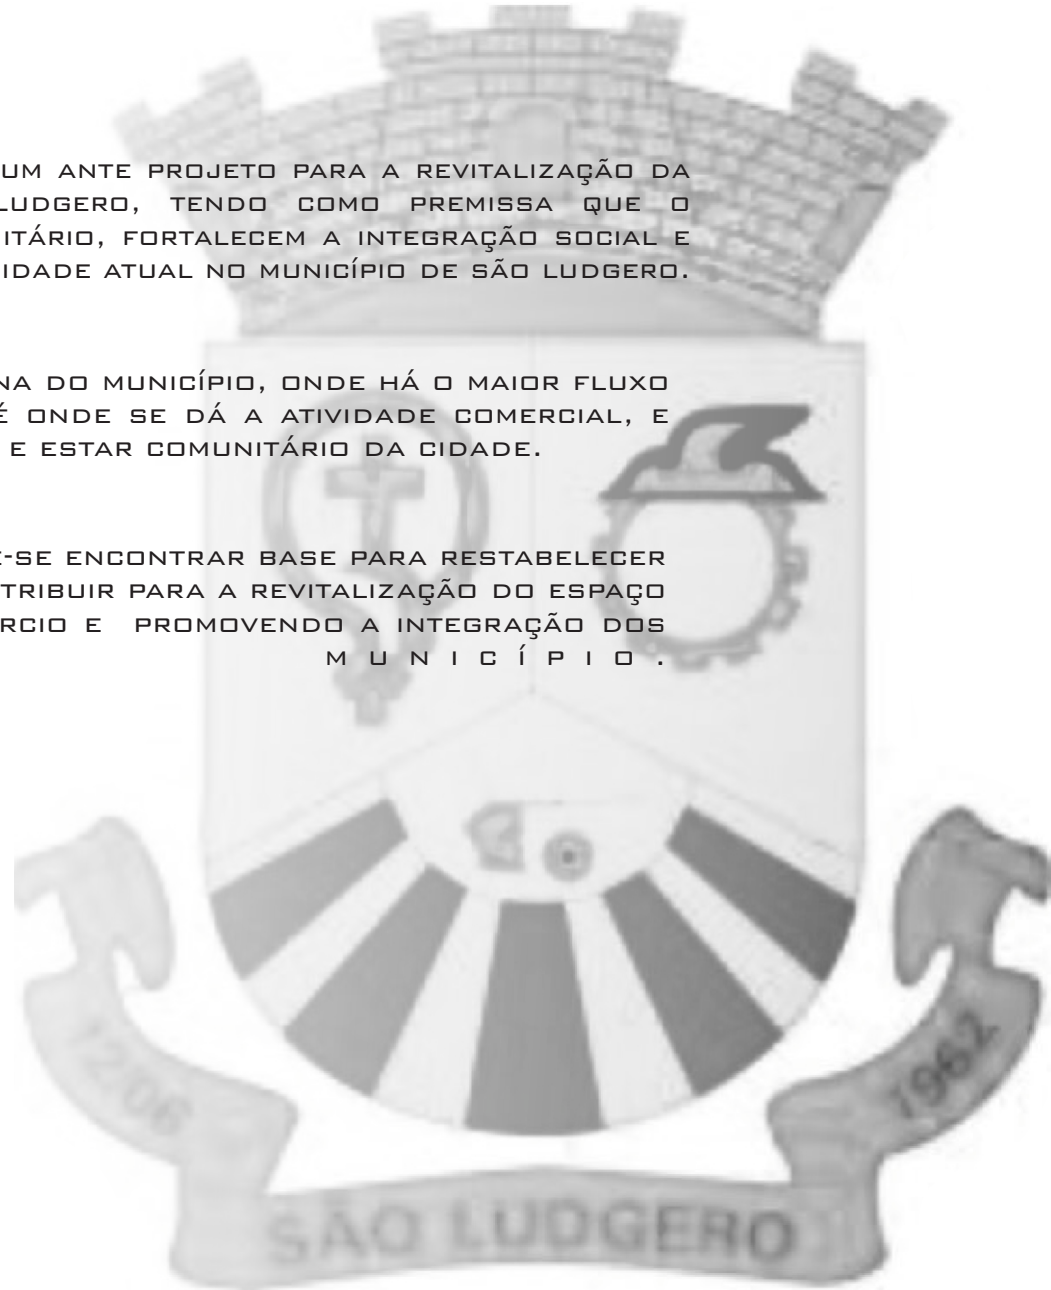 UM ANTE PROJETO PARA A REVITALIZAÇÃO DA
LUDGERO, TENDO COMO PREMISSA QUE O
ITÁRIO, FORTALECEM A INTEGRAÇÃO SOCIAL E
IDADE ATUAL NO MUNICÍPIO DE SÃO LUDGERO.
NA DO MUNICÍPIO, ONDE HÁ O MAIOR FLUXO
É ONDE SE DÁ A ATIVIDADE COMERCIAL, E
E ESTAR COMUNITÁRIO DA CIDADE.
E-SE ENCONTRAR BASE PARA RESTABELECER
TRIBUIR PARA A REVITALIZAÇÃO DO ESPAÇO
RCIO E PROMOVENDO A INTEGRAÇÃO DOS
MUNICÍPIO.
12/06
1962
SÃO LUDGERO